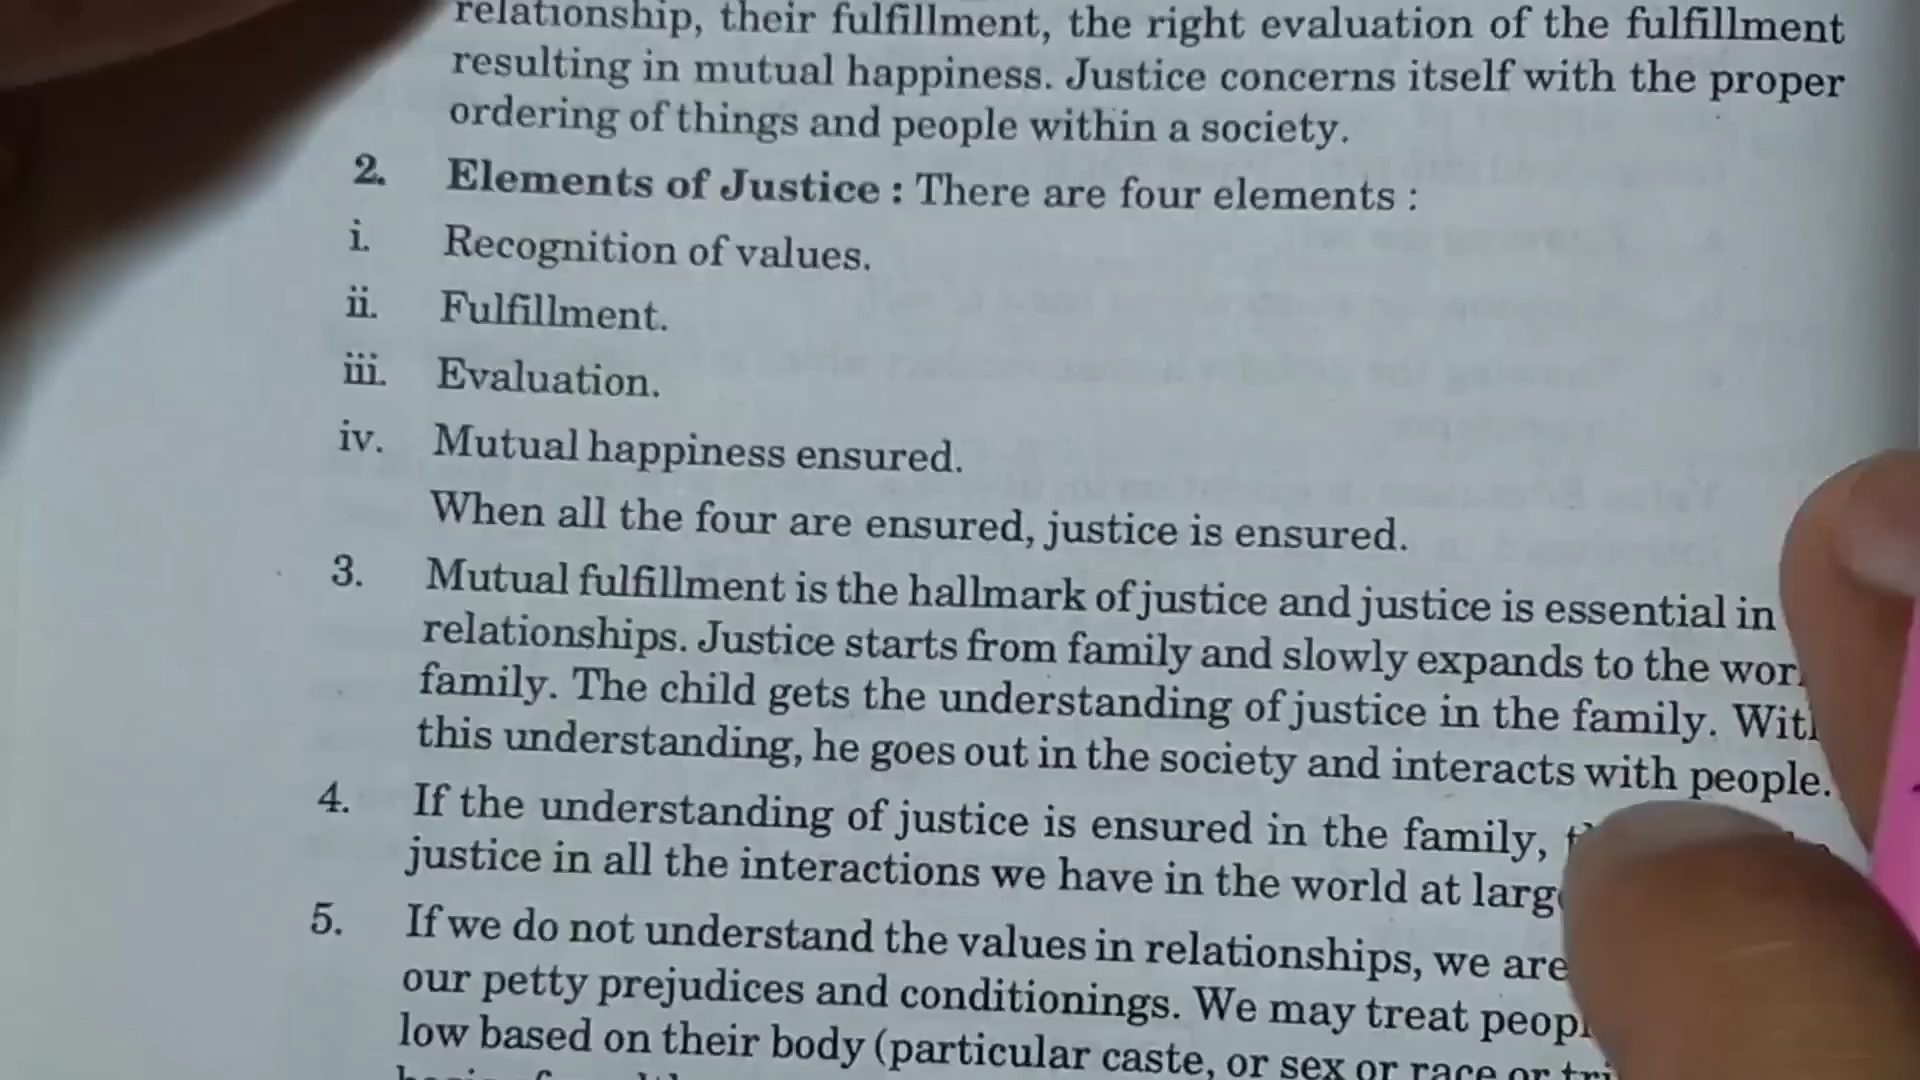 relationship, their fulfillment, the right evaluation of the fulfillment
resulting in mutual happiness. Justice concerns itself with the proper
ordering of things and people within a society.
2. Elements of Justice : There are four elements :
i. Recognition of values.
ii. Fulfillment.
iii. Evaluation.
iv. Mutual happiness ensured.
When all the four are ensured, justice is ensured.
3. Mutual fulfillment is the hallmark of justice and justice is essential in
relationships. Justice starts from family and slowly expands to the
family. The child gets the understanding of justice in the family.
this understanding, he goes out in the society and interacts with people.
4. If the understanding of justice is ensured in the family,
justice in all the interactions we have in the world at
5. If we do not understand the values in relationships, we are
our petty prejudices and conditionings. We may treat
low based on their body (particular caste, or sex or race or